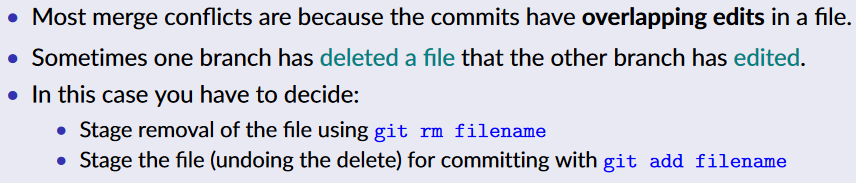 • Most merge conflicts are because the commits have overlapping edits in a file.
• Sometimes one branch has deleted a file that the other branch has edited.
• In this case you have to decide:
• Stage removal of the file using git rm filename
• Stage the file (undoing the delete) for committing with git add filename